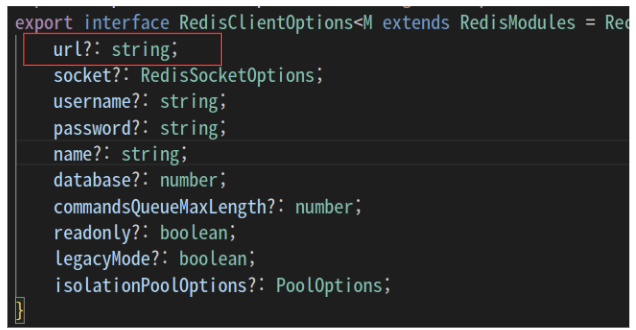 export interface RedisClientOptions<M extends RedisModules = Rec
url?: string;
socket?: RedisSocketOptions;
username?: string;
password?: string;
name?: string;
database?: number;
commandsQueueMaxLength?: number;
readonly?: boolean;
legacyMode?: boolean;
isolationPoolOptions?: PoolOptions;
}